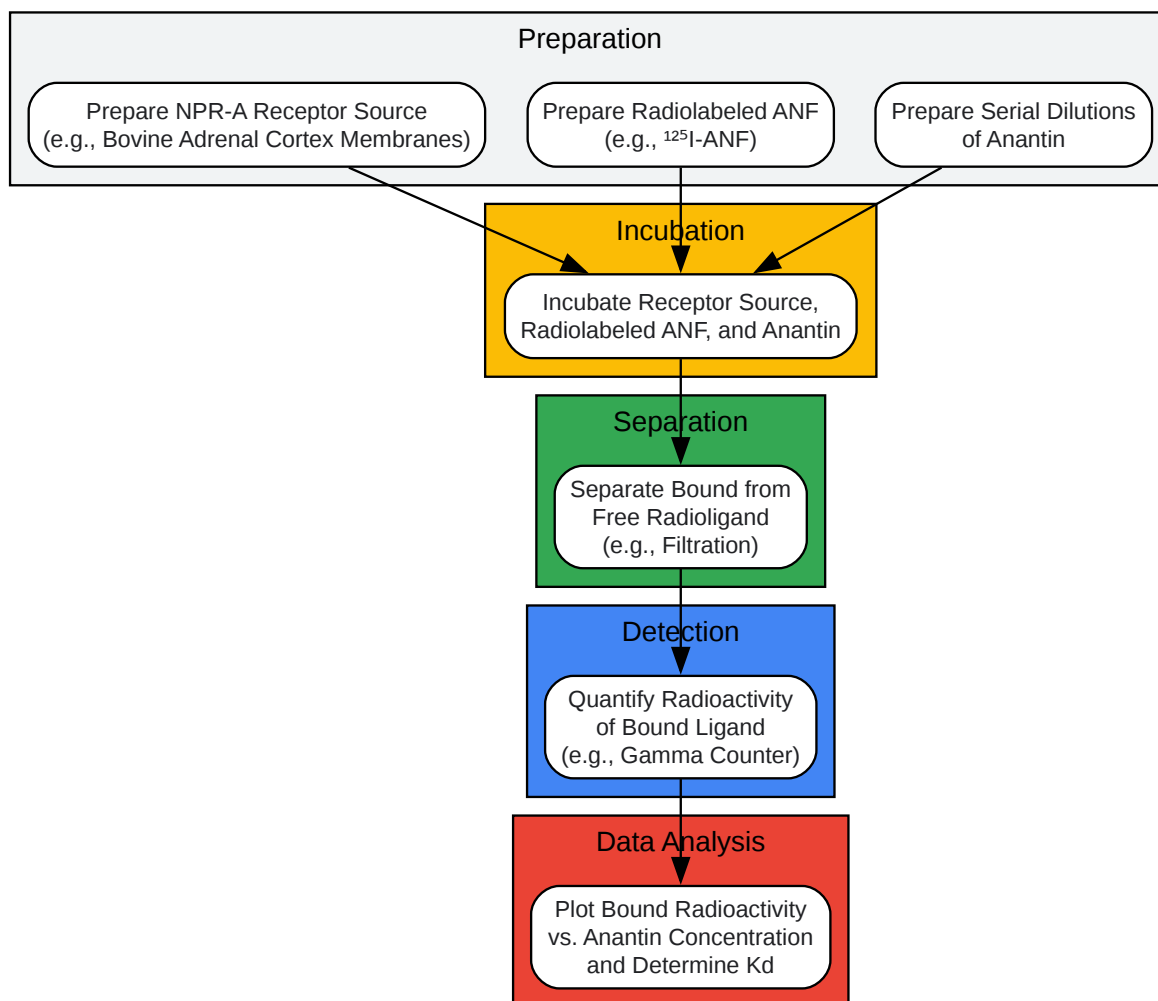 Preparation
Prepare NPR-A Receptor Source
(e.g., Bovine Adrenal Cortex Membranes)
Prepare Radiolabeled ANF
(e.g., ¹²⁵I-ANF)
Prepare Serial Dilutions
of Anantin
Incubation
Incubate Receptor Source,
Radiolabeled ANF, and Anantin
Separation
Separate Bound from
Free Radioligand
(e.g., Filtration)
Detection
Quantify Radioactivity
of Bound Ligand
(e.g., Gamma Counter)
Data Analysis
Plot Bound Radioactivity
vs. Anantin Concentration
and Determine Kd